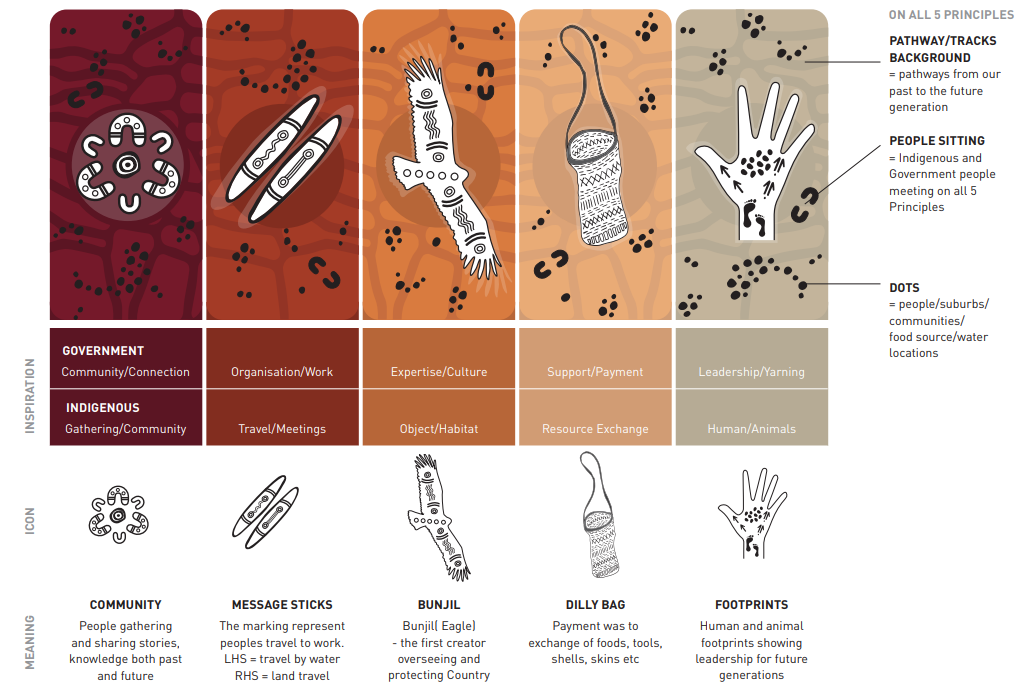 ON ALL 5 PRINCIPLES
PATHWAY/TRACKS
BACKGROUND
= pathways from our
past to the future
generation
PEOPLE SITTING
= Indigenous and
Government people
meeting on all 5
Principles
DOTS
= people/suburbs/
communities/
food source/water
locations
INSPIRATION
GOVERNMENT
Community/Connection
Organisation/Work
Expertise/Culture
Support/Payment
Leadership/Yarning
INDIGENOUS
Gathering/Community
Travel/Meetings
Object/Habitat
Resource Exchange
Human/Animals
ICON
MEANING
COMMUNITY
People gathering
and sharing stories,
knowledge both past
and future
MESSAGE STICKS
The marking represent
peoples travel to work.
LHS = travel by water
RHS = land travel
BUNJIL
Bunjil( Eagle)
- the first creator
overseeing and
protecting Country
DILLY BAG
Payment was to
exchange of foods, tools,
shells, skins etc
FOOTPRINTS
Human and animal
footprints showing
leadership for future
generations